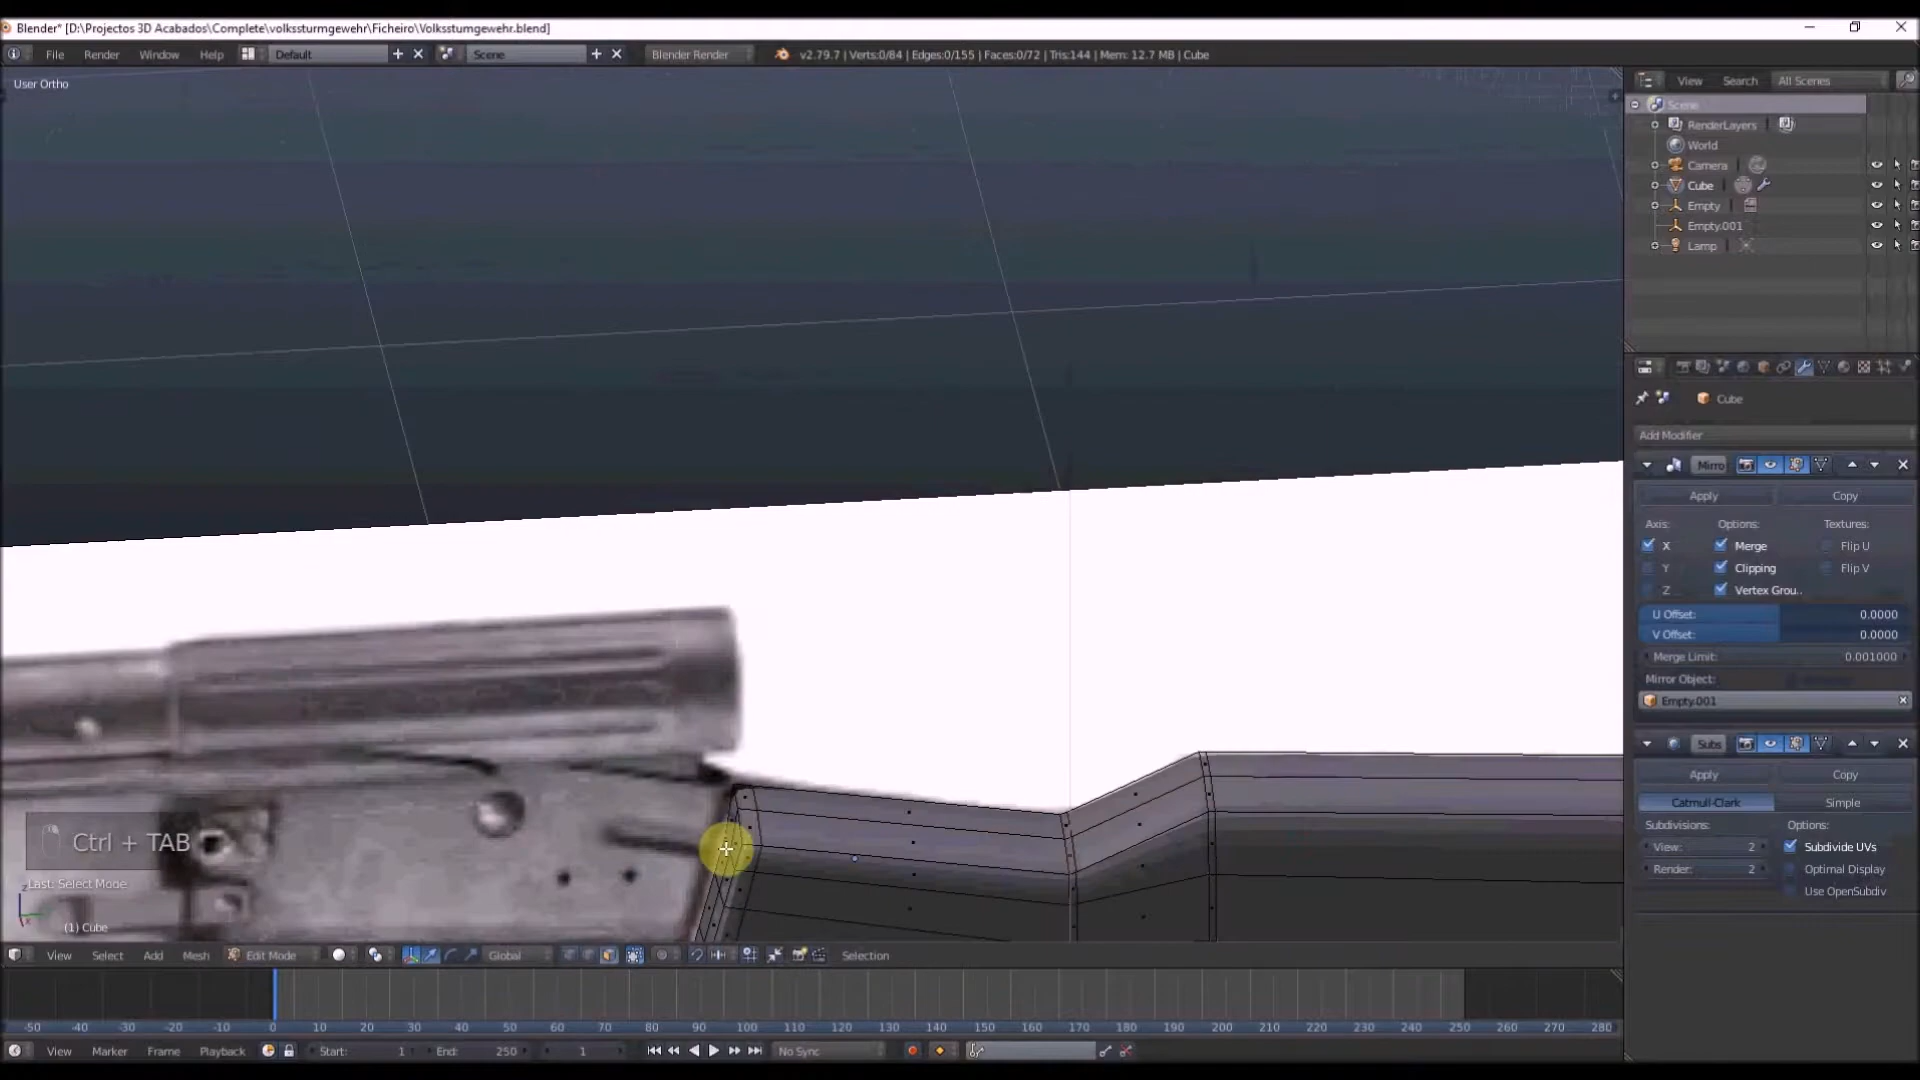 Blender* [D:\Projectos 3D Acabados\Complete\volkssturmgewehr\Ficheiro\Volkssturngewehr.blend]
File Render Window Help Default Scene Blender Render v2.79.7 | Verts:0/84 | Edges:0/155 | Faces:0/72 | Tris:144 | Mem: 12.7 MB | Cube
User Ortho
View Search All Scenes
Scene
RenderLayers
World
Camera
Cube
Empty
Empty.001
Lamp
Cube
Add Modifier
Mirro
Apply Copy
Axis: Options: Textures:
X Merge Flip U
Y Clipping Flip V
Z Vertex Grou..
U Offset: 0.0000
V Offset: 0.0000
Merge Limit: 0.001000
Mirror Object:
Empty.001
Subs
Apply Copy
Catmull-Clark Simple
Subdivisions: Options:
View: 2 Subdivide UVs
Render: 2 Optimal Display
Use OpenSubdiv
Ctrl + TAB
Last: Select Mode
(1) Cube
View Select Add Mesh Edit Mode Global Selection
-50 -40 -30 -20 -10 0 10 20 30 40 50 60 70 80 90 100 110 120 130 140 150 160 170 180 190 200 210 220 230 240 250 260 270 280
View Marker Frame Playback Start: 1 End: 250 1 No Sync